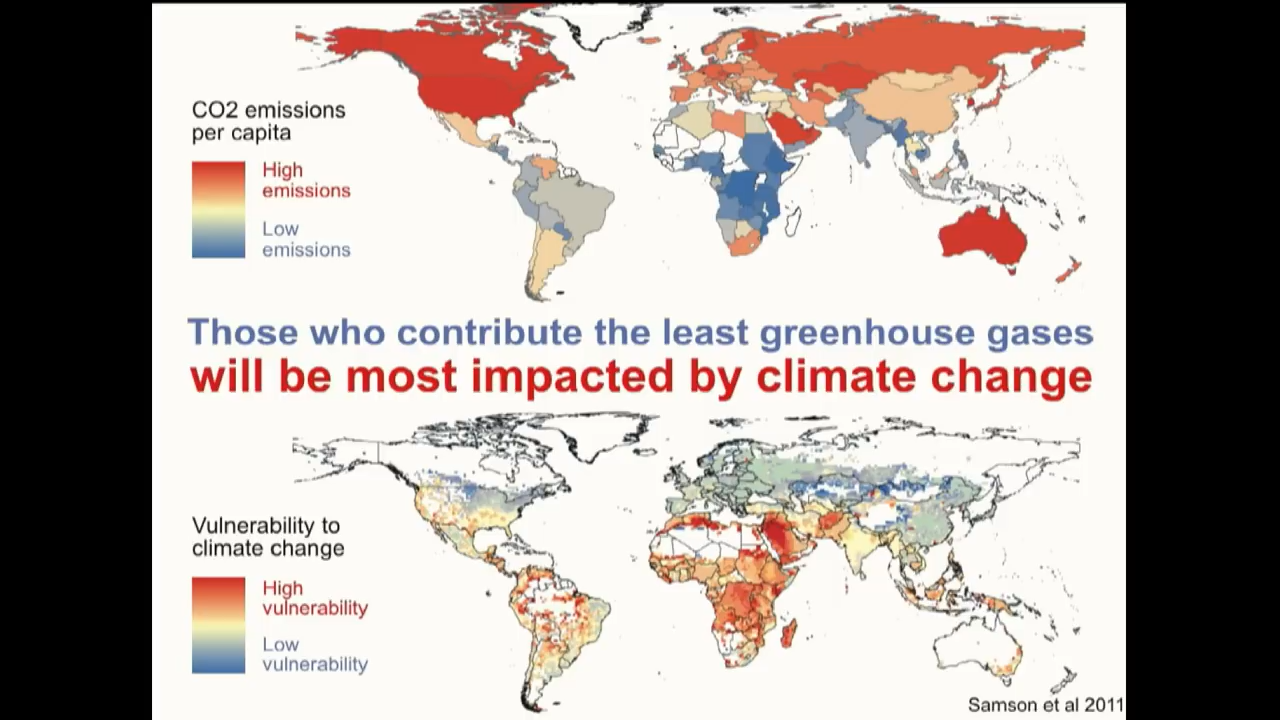 CO2 emissions
per capita
High
emissions
Low
emissions
Those who contribute the least greenhouse gases
will be most impacted by climate change
Vulnerability to
climate change
High
vulnerability
Low
vulnerability
Samson et al 2011